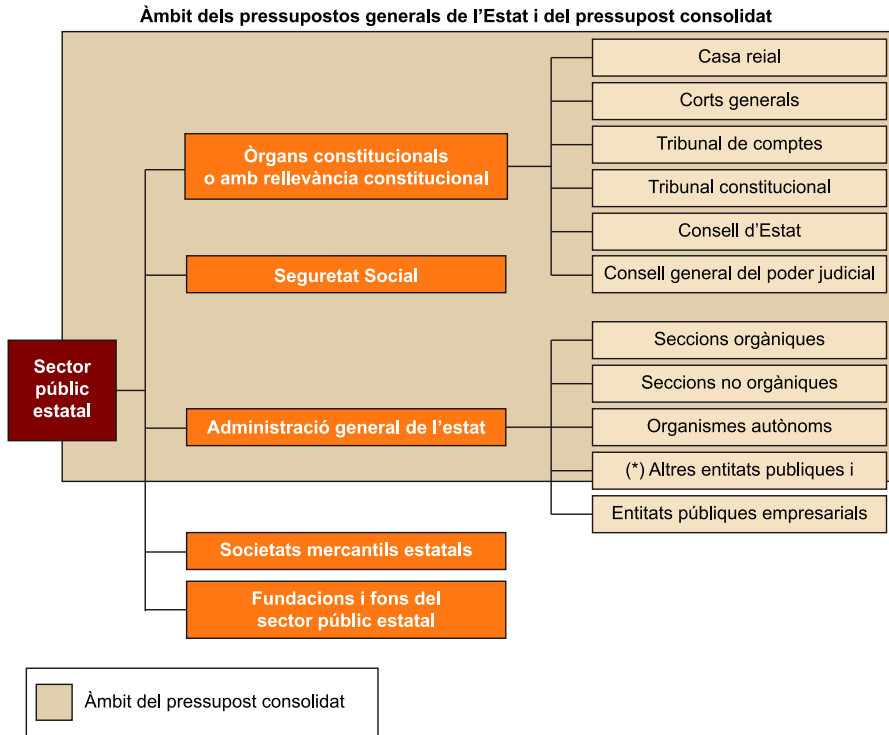 Àmbit dels pressupostos generals de l’Estat i del pressupost consolidat
Sector
públic
estatal
Òrgans constitucionals
o amb rellevància constitucional
Casa reial
Corts generals
Tribunal de comptes
Tribunal constitucional
Consell d’Estat
Consell general del poder judicial
Seguretat Social
Administració general de l’estat
Seccions orgàniques
Seccions no orgàniques
Organismes autònoms
(*) Altres entitats publiques i
Entitats públiques empresarials
Societats mercantils estatals
Fundacions i fons del
sector públic estatal
Àmbit del pressupost consolidat